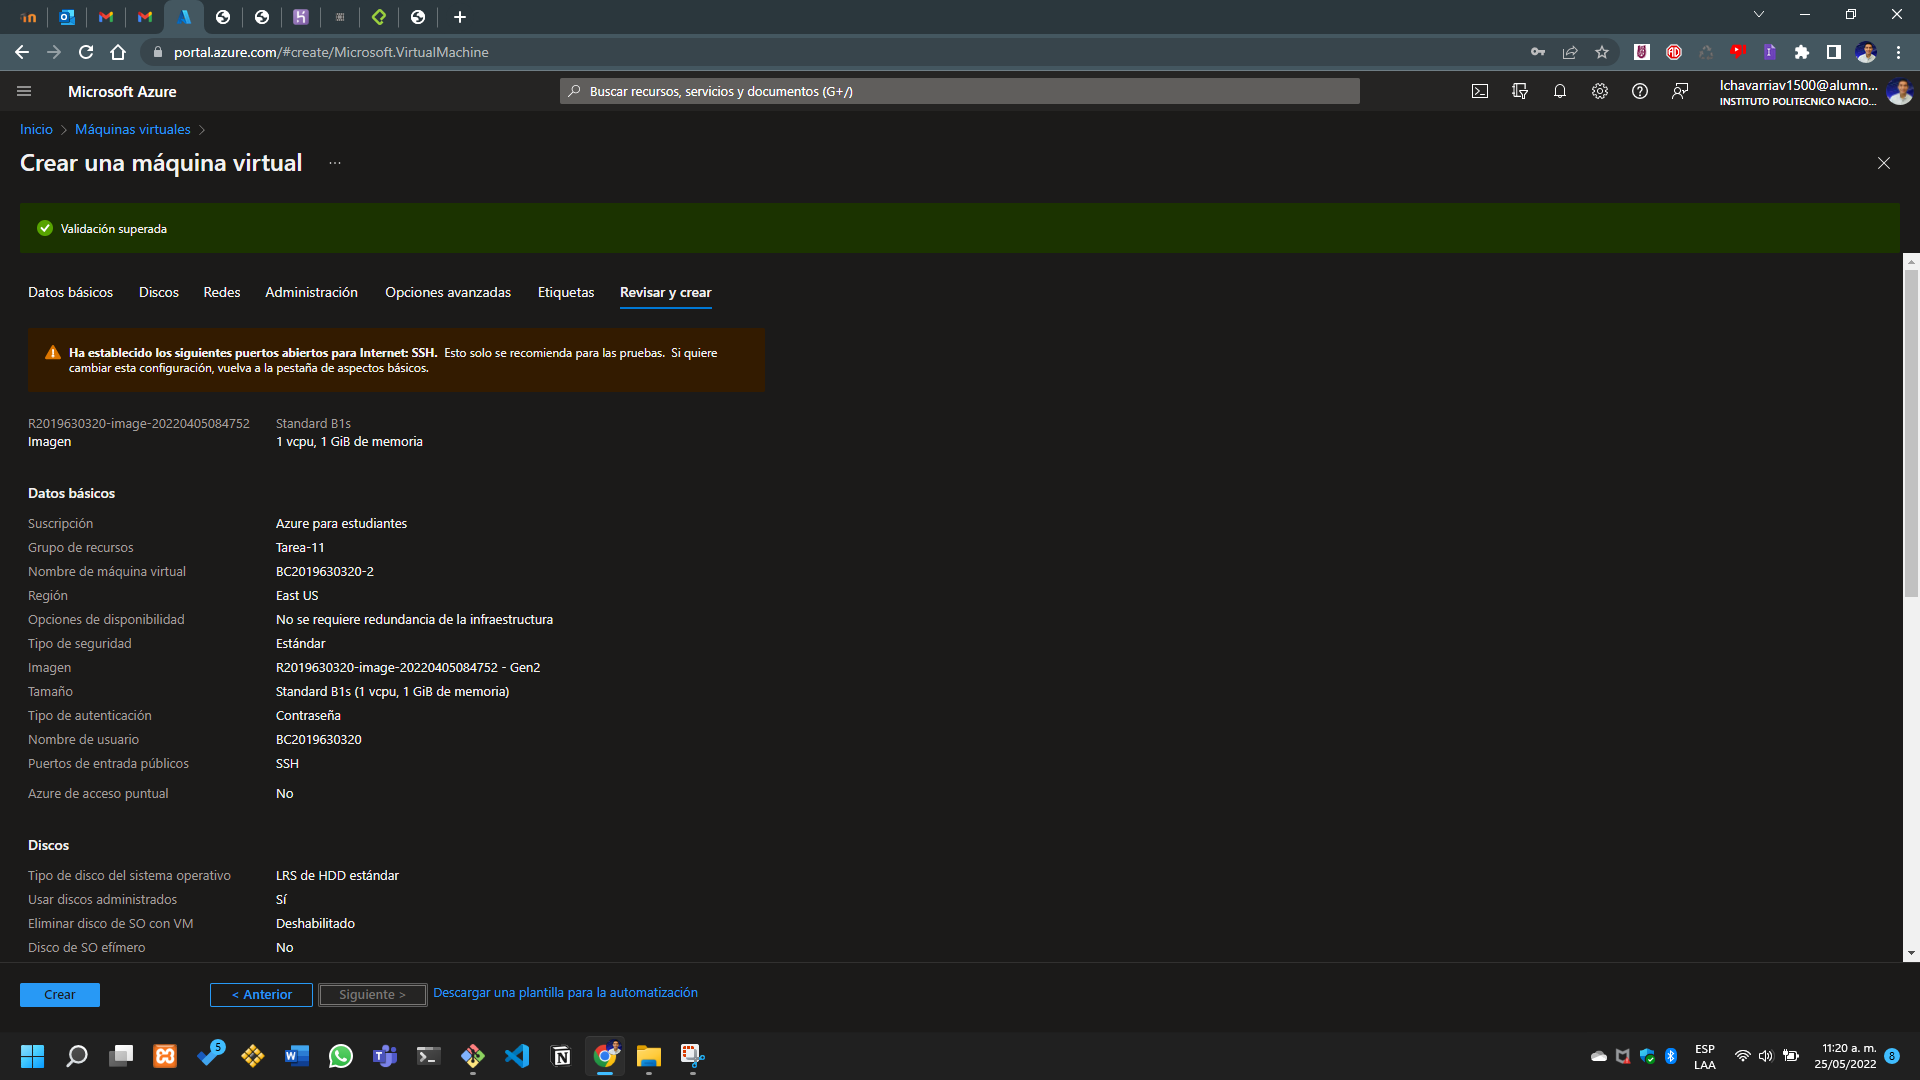 portal.azure.com/#create/Microsoft.VirtualMachine
Microsoft Azure
Buscar recursos, servicios y documentos (G+/)
lchavarriav1500@alumn...
INSTITUTO POLITECNICO NACIO...
Inicio > Máquinas virtuales >
Crear una máquina virtual ...
Validación superada
Datos básicos Discos Redes Administración Opciones avanzadas Etiquetas Revisar y crear
Ha establecido los siguientes puertos abiertos para Internet: SSH. Esto solo se recomienda para las pruebas. Si quiere
cambiar esta configuración, vuelva a la pestaña de aspectos básicos.
R2019630320-image-20220405084752 Standard B1s
Imagen 1 vcpu, 1 GiB de memoria
Datos básicos
Suscripción Azure para estudiantes
Grupo de recursos Tarea-11
Nombre de máquina virtual BC2019630320-2
Región East US
Opciones de disponibilidad No se requiere redundancia de la infraestructura
Tipo de seguridad Estándar
Imagen R2019630320-image-20220405084752 - Gen2
Tamaño Standard B1s (1 vcpu, 1 GiB de memoria)
Tipo de autenticación Contraseña
Nombre de usuario BC2019630320
Puertos de entrada públicos SSH
Azure de acceso puntual No
Discos
Tipo de disco del sistema operativo LRS de HDD estándar
Usar discos administrados Sí
Eliminar disco de SO con VM Deshabilitado
Disco de SO efímero No
Crear < Anterior Siguiente > Descargar una plantilla para la automatización
5
ESP
LAA
11:20 a. m.
25/05/2022
8